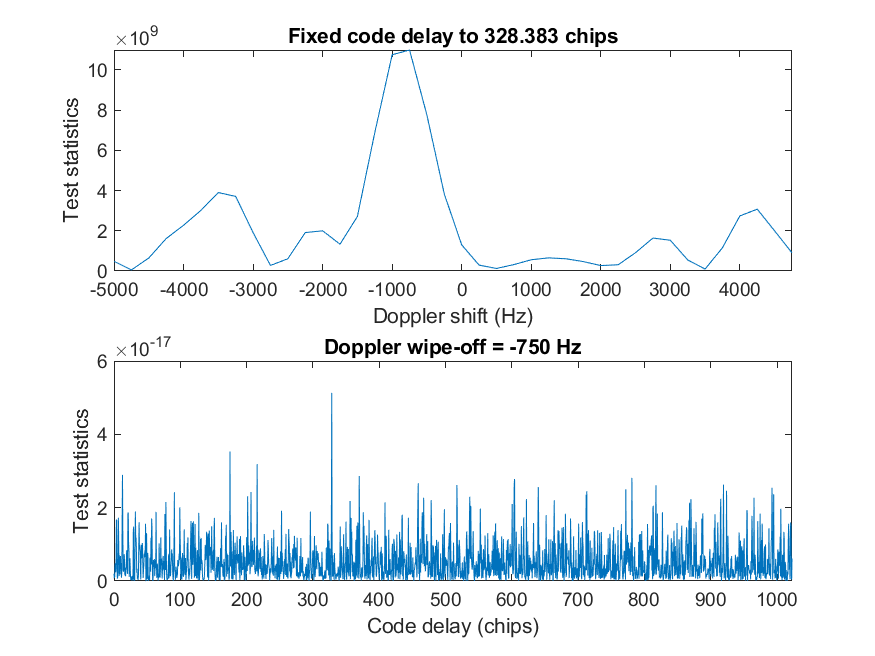 ×10^9
Fixed code delay to 328.383 chips
Test statistics
10
8
6
4
2
0
-5000 -4000 -3000 -2000 -1000 0 1000 2000 3000 4000
Doppler shift (Hz)
×10^-17
Doppler wipe-off = -750 Hz
Test statistics
6
4
2
0
0 100 200 300 400 500 600 700 800 900 1000
Code delay (chips)